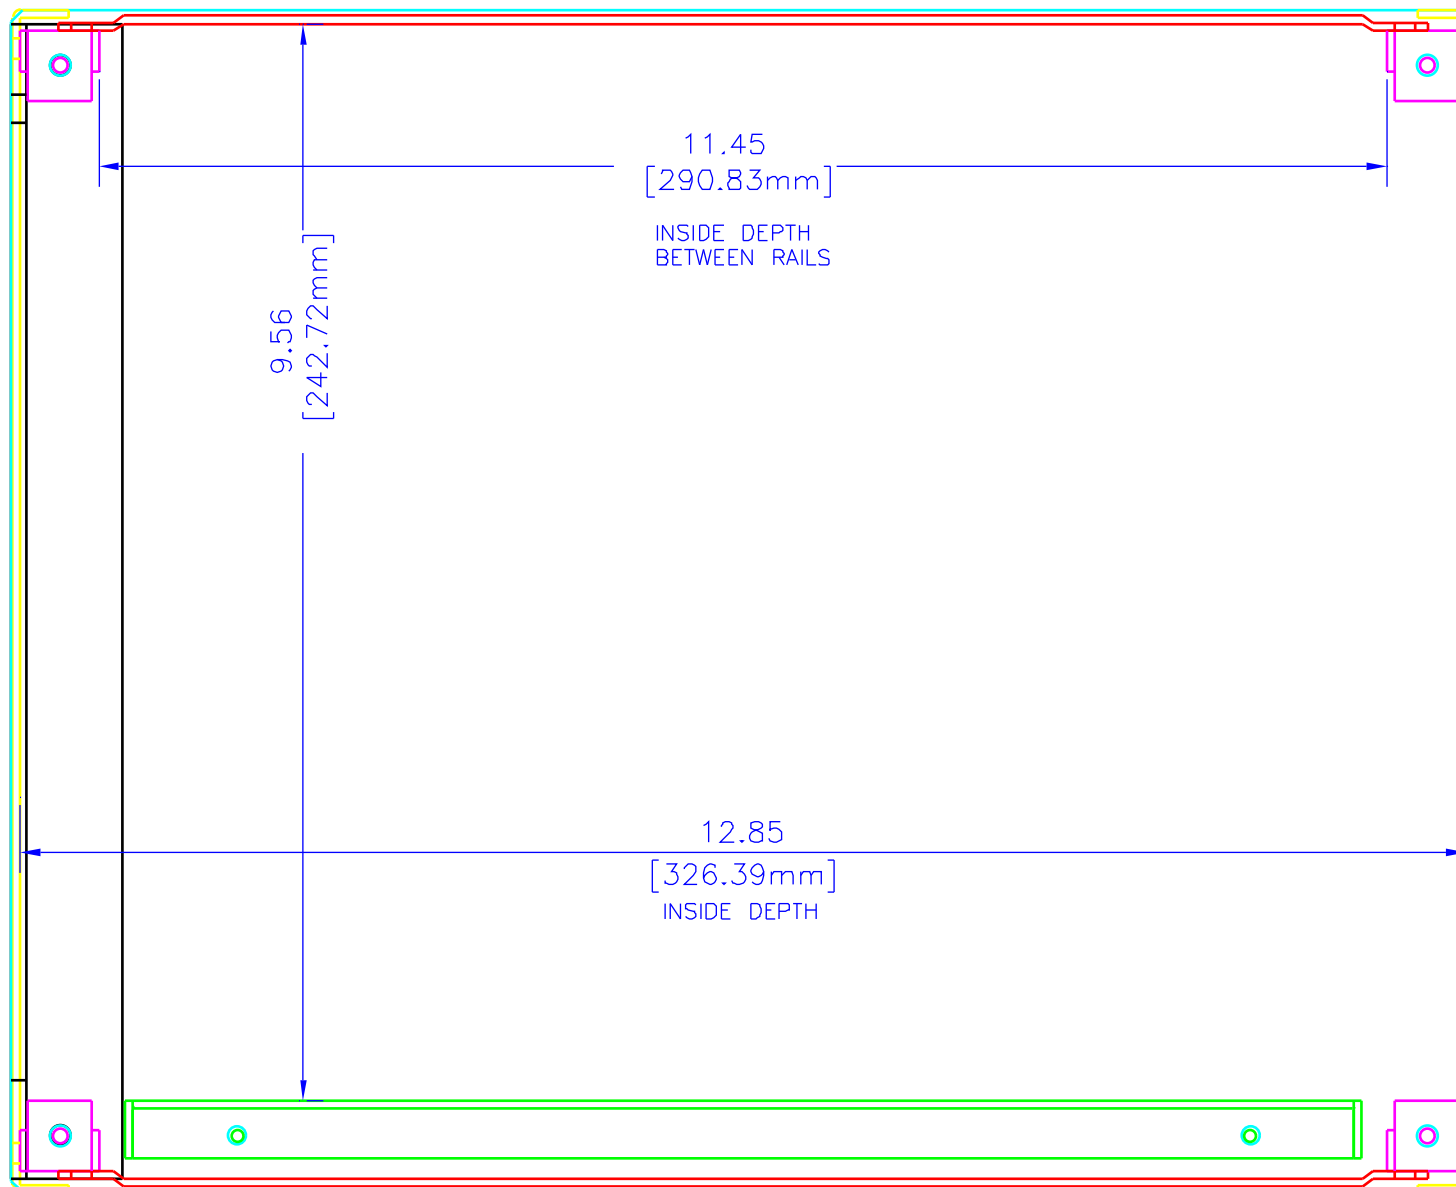 11.45
[290.83mm]
INSIDE DEPTH
BETWEEN RAILS
9.56
[242.72mm]
12.85
[326.39mm]
INSIDE DEPTH